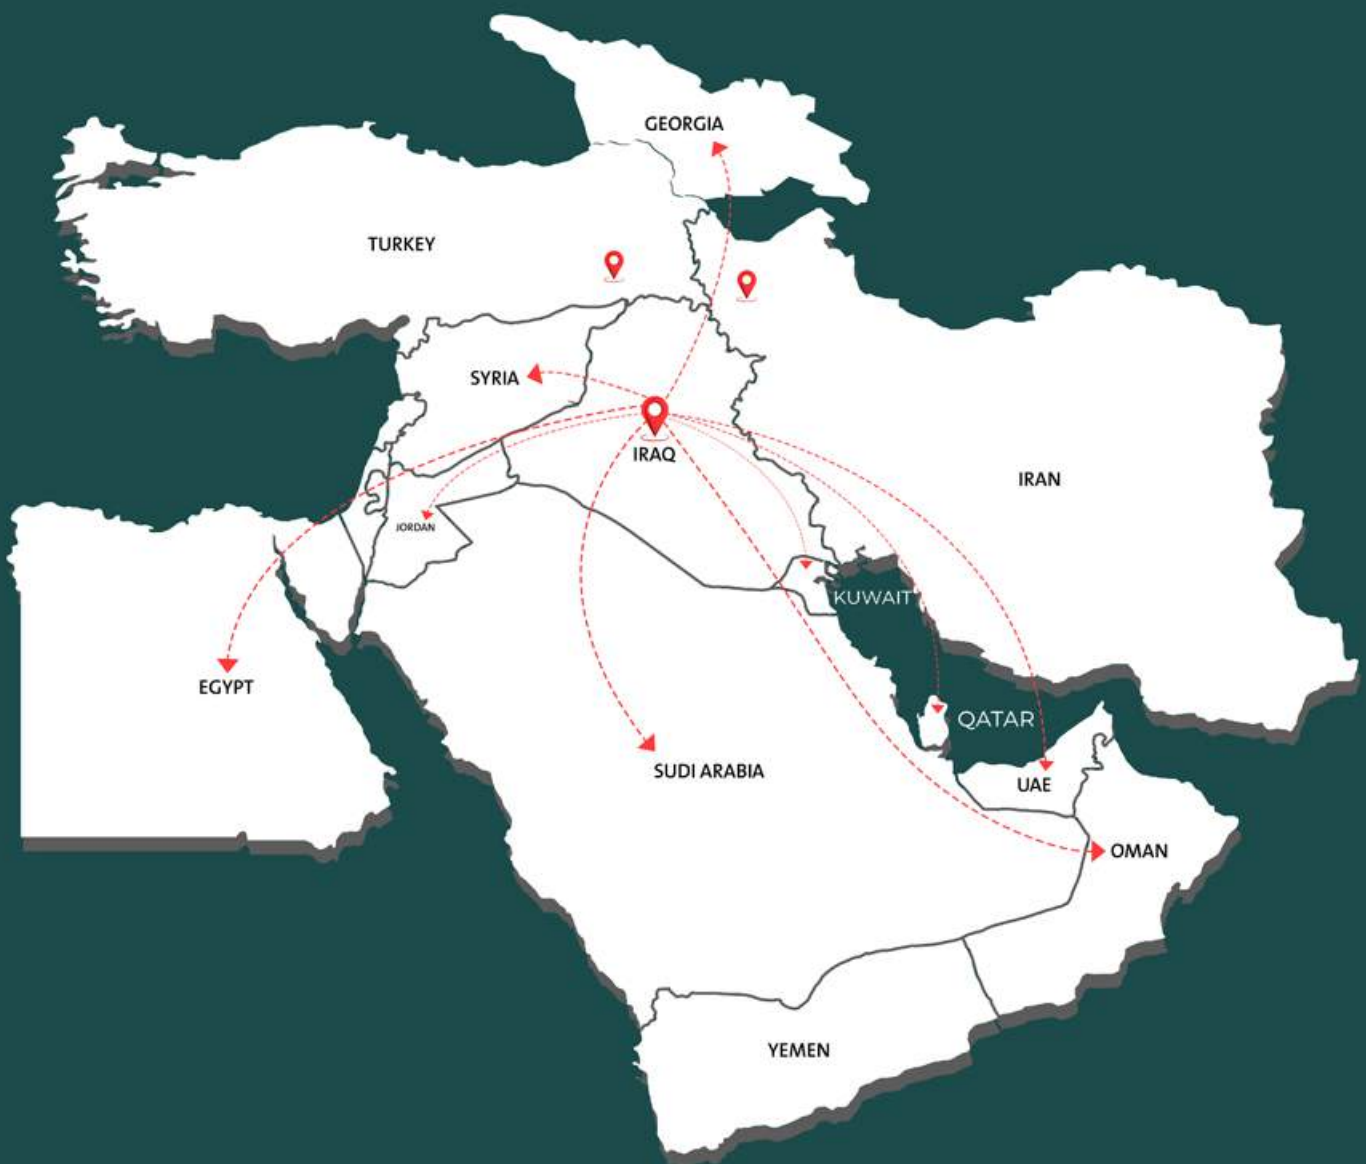 GEORGIA
TURKEY
SYRIA
IRAQ
IRAN
JORDAN
KUWAIT
EGYPT
QATAR
SUDI ARABIA
UAE
OMAN
YEMEN